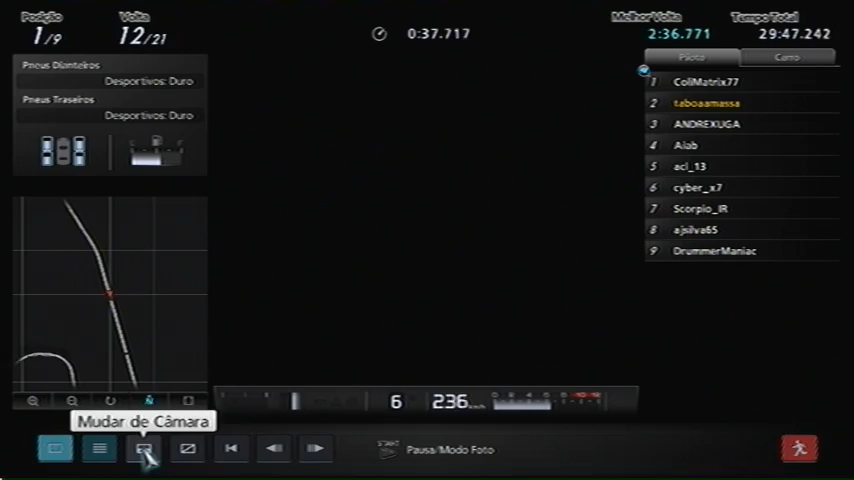 Posição Volta Melhor Volta Tempo Total
1/9 12/21 0:37.717 2:36.771 29:47.242
Piloto Carro
Pneus Dianteiros
Desportivos: Duro
Pneus Traseiros
Desportivos: Duro
1 ColiMatrix77
2 taboaamassa
3 ANDREXUGA
4 Alab
5 acl_13
6 cyber_x7
7 Scorpio_IR
8 ajsilva65
9 DrummerManiac
N
6 236 km/h
Mudar de Câmara
START Pausa/Modo Foto